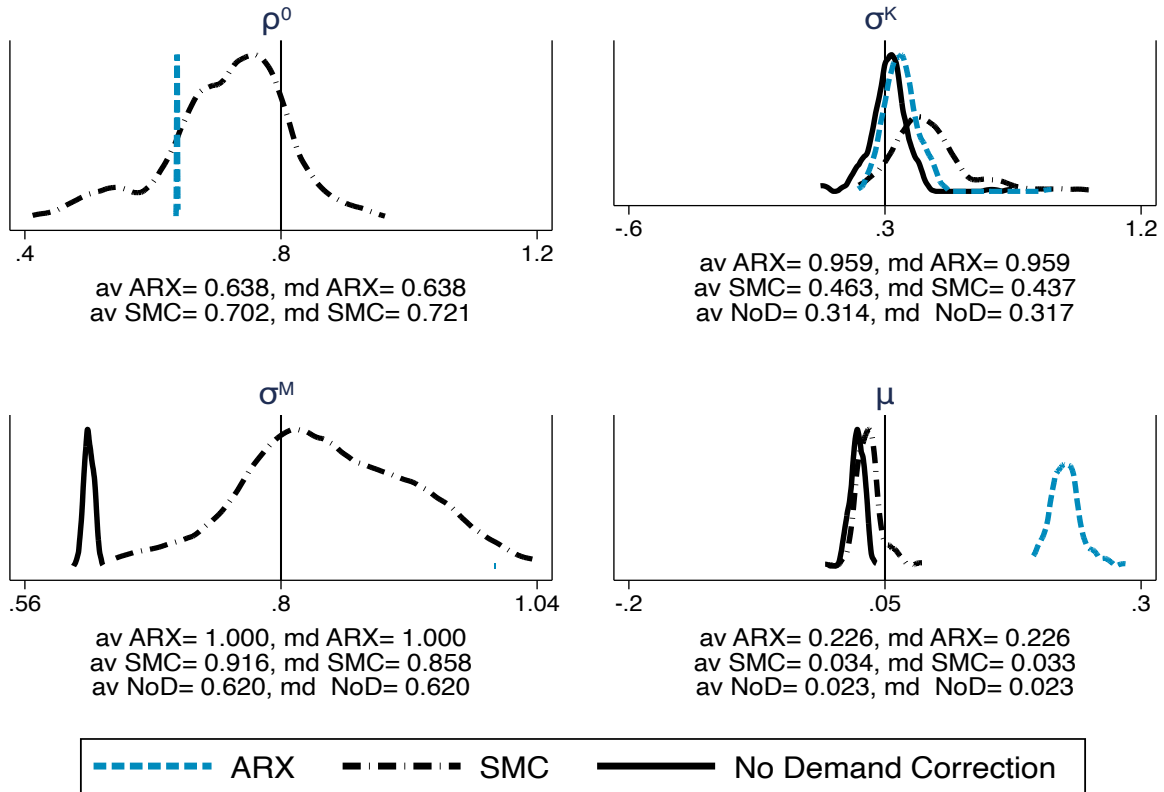 ρ⁰
.4 .8 1.2
av ARX= 0.638, md ARX= 0.638
av SMC= 0.702, md SMC= 0.721
σᴷ
-.6 .3 1.2
av ARX= 0.959, md ARX= 0.959
av SMC= 0.463, md SMC= 0.437
av NoD= 0.314, md NoD= 0.317
σᴹ
.56 .8 1.04
av ARX= 1.000, md ARX= 1.000
av SMC= 0.916, md SMC= 0.858
av NoD= 0.620, md NoD= 0.620
μ
-.2 .05 .3
av ARX= 0.226, md ARX= 0.226
av SMC= 0.034, md SMC= 0.033
av NoD= 0.023, md NoD= 0.023
ARX SMC No Demand Correction